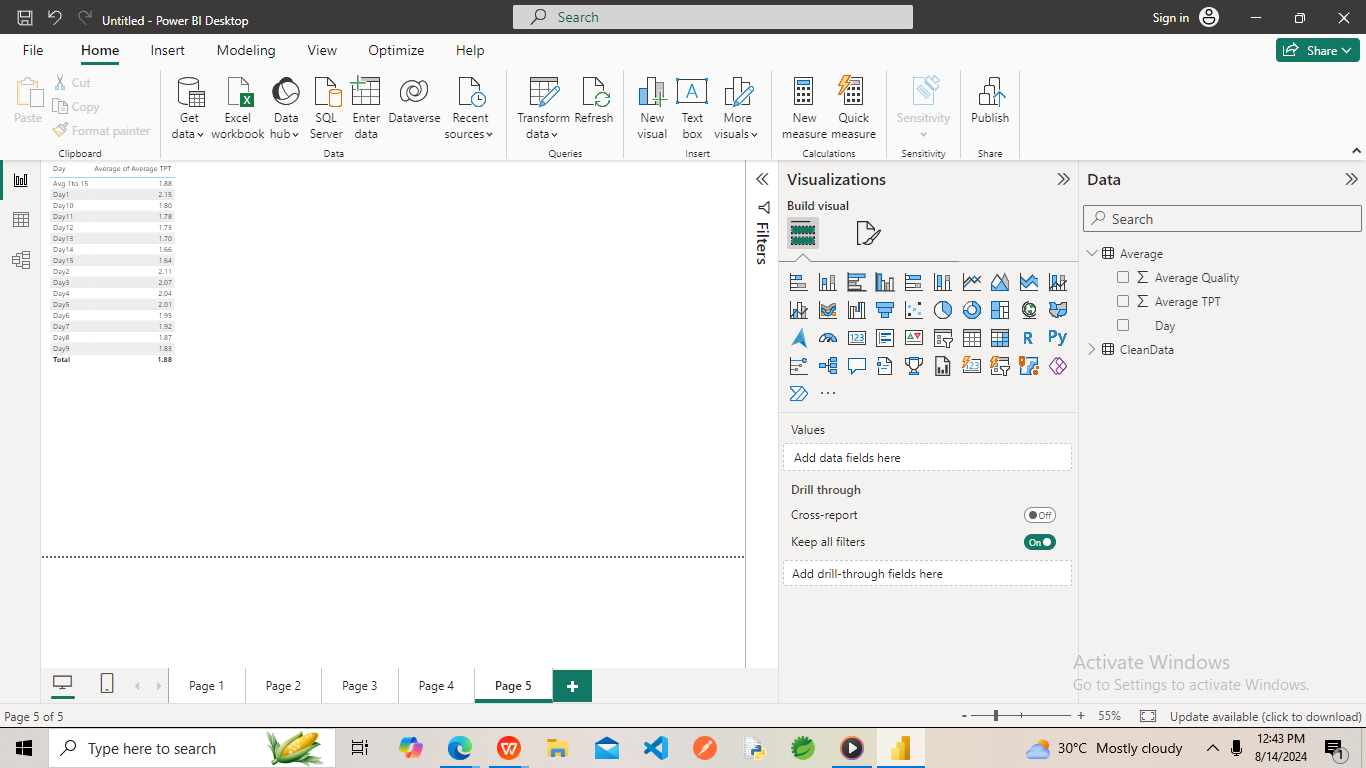 Untitled - Power BI Desktop
Search
Sign in
File Home Insert Modeling View Optimize Help
Share
Paste
Cut
Copy
Format painter
Clipboard
Get data
Excel workbook
Data hub
SQL Server
Enter data
Dataverse
Recent sources
Data
Transform data
Refresh
Queries
New visual
Text box
More visuals
Insert
New measure
Quick measure
Calculations
Sensitivity
Sensitivity
Publish
Share
Day Average of Average TPT
Avg 1to 15 1.88
Day1 2.15
Day10 1.80
Day11 1.78
Day12 1.73
Day13 1.70
Day14 1.66
Day15 1.64
Day2 2.11
Day3 2.07
Day4 2.04
Day5 2.01
Day6 1.95
Day7 1.92
Day8 1.87
Day9 1.83
Total 1.88
Filters
Visualizations
Build visual
123
R
Py
123
Values
Add data fields here
Drill through
Cross-report Off
Keep all filters On
Add drill-through fields here
Data
Search
Average
Average Quality
Average TPT
Day
CleanData
Activate Windows
Go to Settings to activate Windows.
Page 1 Page 2 Page 3 Page 4 Page 5
Page 5 of 5
55%
Update available (click to download)
Type here to search
30°C Mostly cloudy
12:43 PM
8/14/2024
1